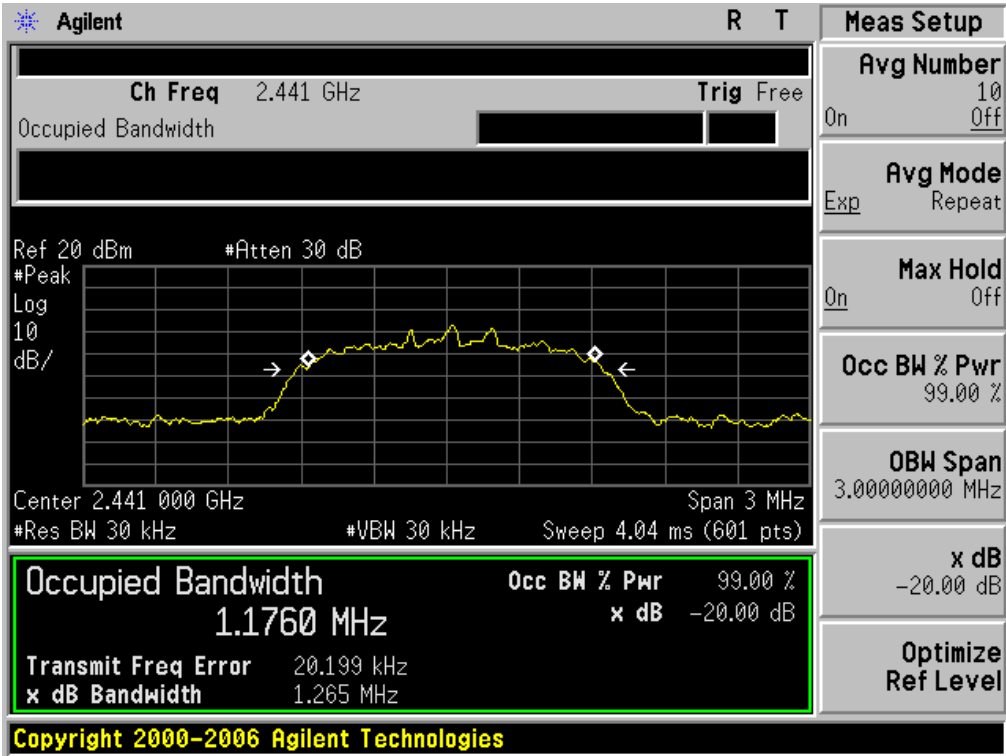 Agilent R T
Ch Freq 2.441 GHz Trig Free
Occupied Bandwidth
Ref 20 dBm #Atten 30 dB
#Peak
Log
10
dB/
Center 2.441 000 GHz Span 3 MHz
#Res BW 30 kHz #VBW 30 kHz Sweep 4.04 ms (601 pts)
Occupied Bandwidth
1.1760 MHz
Occ BW % Pwr 99.00 %
x dB -20.00 dB
Transmit Freq Error 20.199 kHz
x dB Bandwidth 1.265 MHz
Meas Setup
Avg Number
10
On Off
Avg Mode
Exp Repeat
Max Hold
On Off
Occ BW % Pwr
99.00 %
OBW Span
3.00000000 MHz
x dB
-20.00 dB
Optimize
Ref Level
Copyright 2000-2006 Agilent Technologies